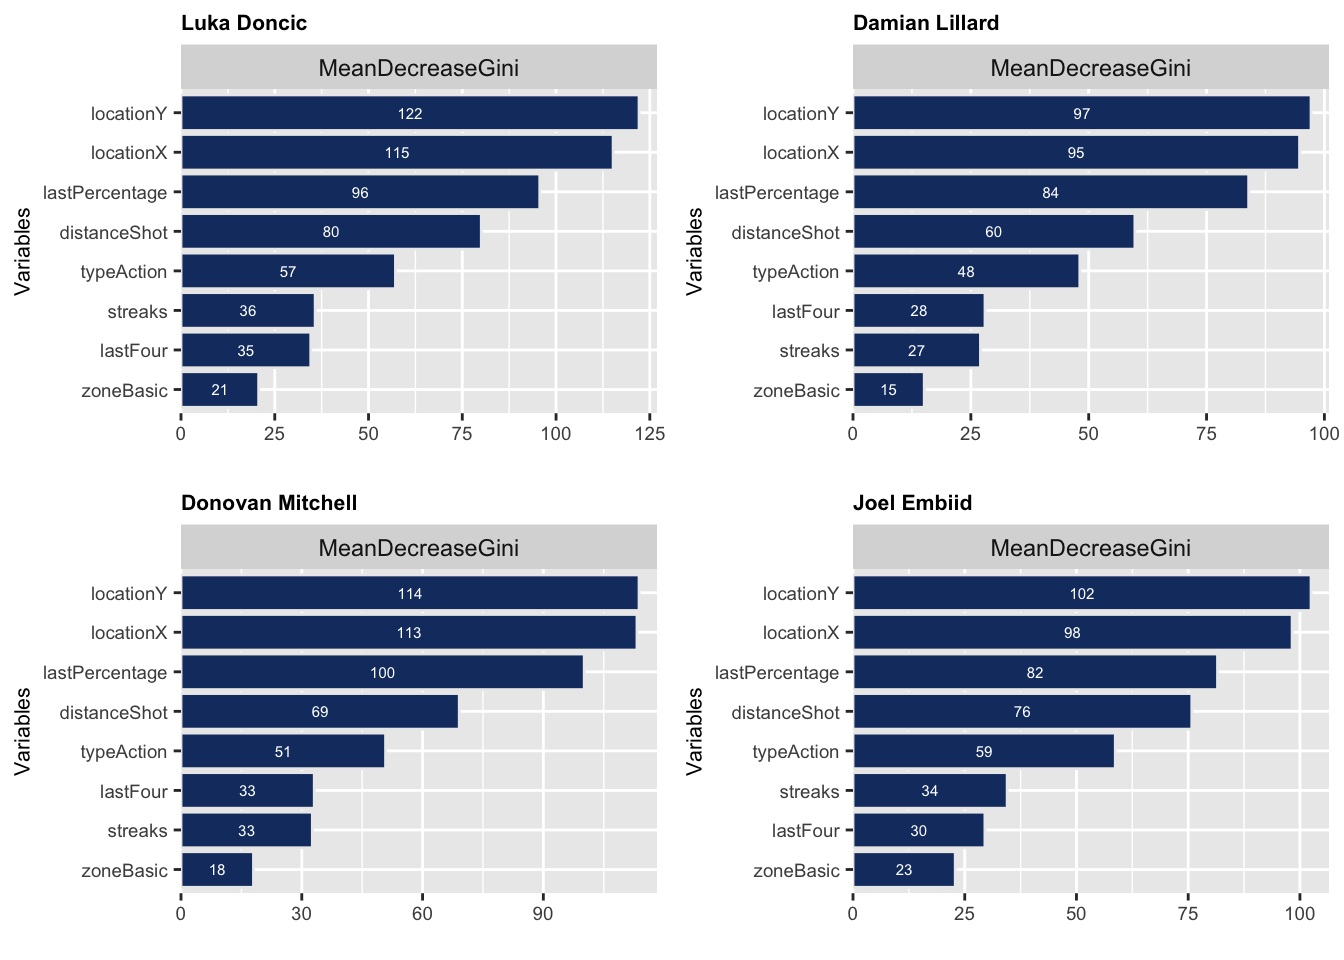 Luka Doncic
MeanDecreaseGini
Variables
locationY 122
locationX 115
lastPercentage 96
distanceShot 80
typeAction 57
streaks 36
lastFour 35
zoneBasic 21
0 25 50 75 100 125
Damian Lillard
MeanDecreaseGini
Variables
locationY 97
locationX 95
lastPercentage 84
distanceShot 60
typeAction 48
lastFour 28
streaks 27
zoneBasic 15
0 25 50 75 100
Donovan Mitchell
MeanDecreaseGini
Variables
locationY 114
locationX 113
lastPercentage 100
distanceShot 69
typeAction 51
lastFour 33
streaks 33
zoneBasic 18
0 30 60 90
Joel Embiid
MeanDecreaseGini
Variables
locationY 102
locationX 98
lastPercentage 82
distanceShot 76
typeAction 59
streaks 34
lastFour 30
zoneBasic 23
0 25 50 75 100